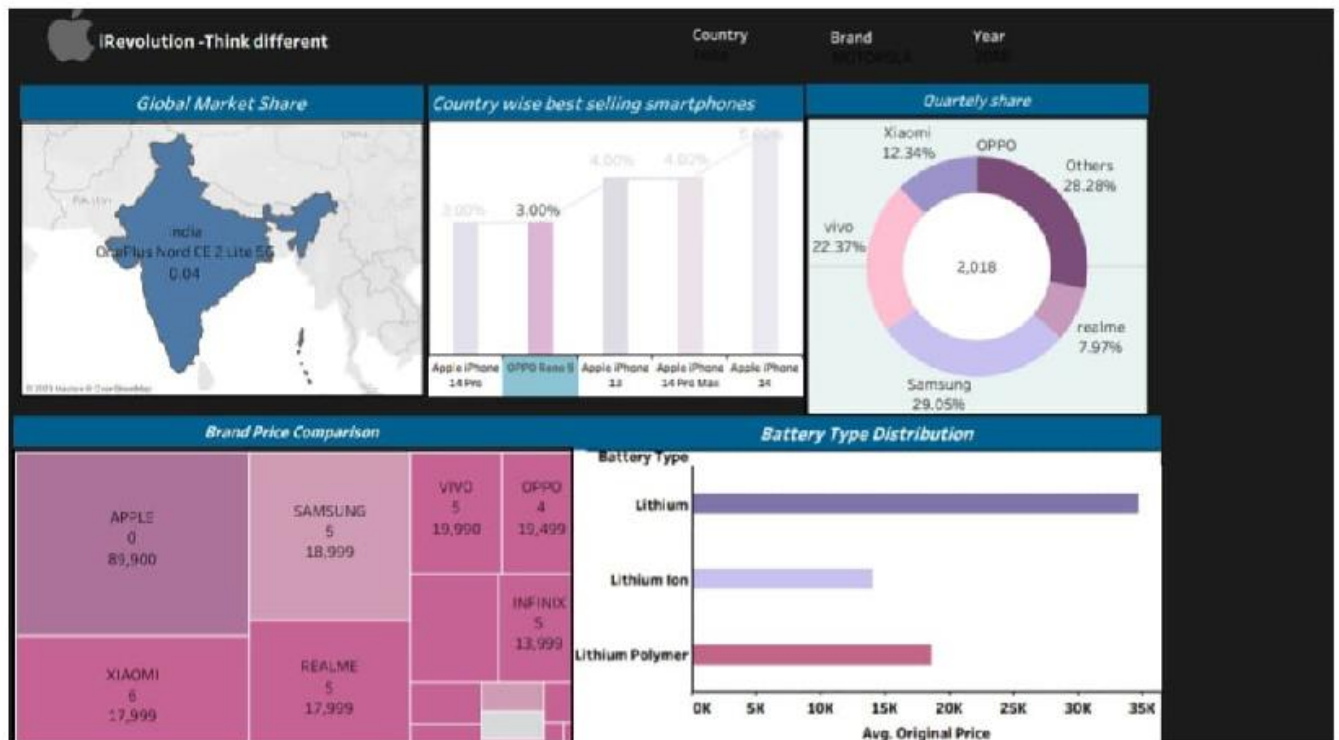 iRevolution -Think different
Country
Brand
Year
MOTOROLA
Global Market Share
India
OnePlus Nord CE 2 Lite 5G
0.04
Country wise best selling smartphones
3.00%
3.00%
4.00%
4.00%
5.00%
Apple iPhone
14 Pro
OPPO Reno 9
Apple iPhone
13
Apple iPhone
14 Pro Max
Apple iPhone
14
Quartely share
Xiaomi
12.34%
OPPO
Others
28.28%
vivo
22.37%
2,018
realme
7.97%
Samsung
29.05%
Brand Price Comparison
APPLE
0
89,900
SAMSUNG
5
18,999
VIVO
5
19,990
OPPO
4
19,499
INFINIX
5
13,999
XIAOMI
6
17,999
REALME
5
17,999
Battery Type Distribution
Battery Type
Lithium
Lithium Ion
Lithium Polymer
0K
5K
10K
15K
20K
25K
30K
35K
Avg. Original Price